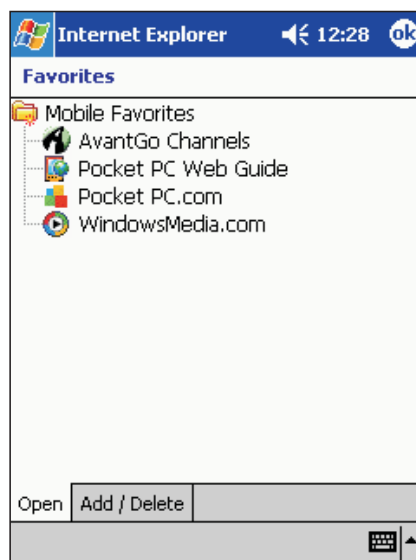 Internet Explorer 12:28 ok
Favorites
Mobile Favorites
AvantGo Channels
Pocket PC Web Guide
Pocket PC.com
WindowsMedia.com
Open Add / Delete